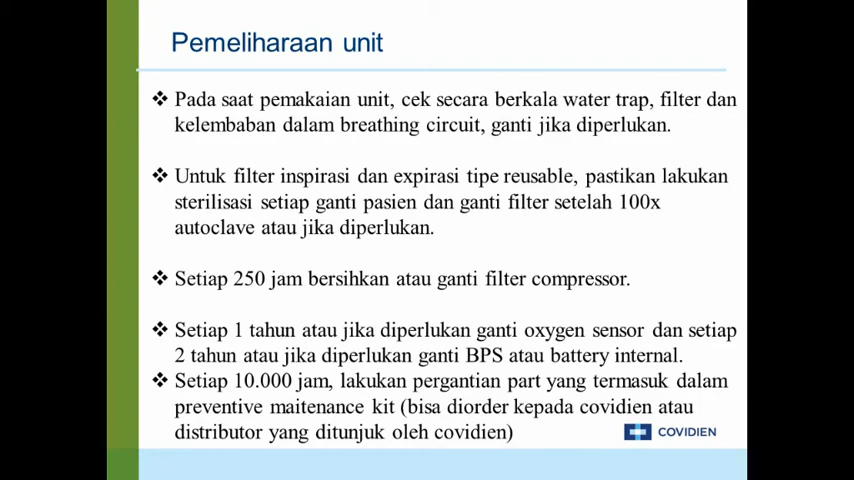 Pemeliharaan unit
❖ Pada saat pemakaian unit, cek secara berkala water trap, filter dan
kelembaban dalam breathing circuit, ganti jika diperlukan.
❖ Untuk filter inspirasi dan expirasi tipe reusable, pastikan lakukan
sterilisasi setiap ganti pasien dan ganti filter setelah 100x
autoclave atau jika diperlukan.
❖ Setiap 250 jam bersihkan atau ganti filter compressor.
❖ Setiap 1 tahun atau jika diperlukan ganti oxygen sensor dan setiap
2 tahun atau jika diperlukan ganti BPS atau battery internal.
❖ Setiap 10.000 jam, lakukan pergantian part yang termasuk dalam
preventive maitenance kit (bisa diorder kepada covidien atau
distributor yang ditunjuk oleh covidien)
COVIDIEN